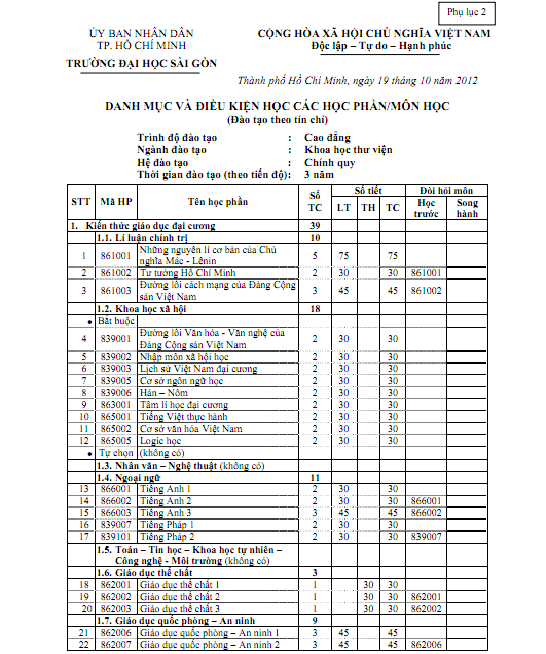 Phụ lục 2
ỦY BAN NHÂN DÂN
TP. HỒ CHÍ MINH
TRƯỜNG ĐẠI HỌC SÀI GÒN
CỘNG HÒA XÃ HỘI CHỦ NGHĨA VIỆT NAM
Độc lập – Tự do – Hạnh phúc
Thành phố Hồ Chí Minh, ngày 19 tháng 10 năm 2012
DANH MỤC VÀ ĐIỀU KIỆN HỌC CÁC HỌC PHẦN/MÔN HỌC
(Đào tạo theo tín chỉ)
Trình độ đào tạo : Cao đẳng
Ngành đào tạo : Khoa học thư viện
Hệ đào tạo : Chính quy
Thời gian đào tạo (theo tiến độ): 3 năm
STT Mã HP Tên học phần Số TC Số tiết Đòi hỏi môn
LT TH TC Học trước Song hành
1. Kiến thức giáo dục đại cương 39
1.1. Lí luận chính trị 10
1 861001 Những nguyên lí cơ bản của Chủ nghĩa Mác - Lênin 5 75 75
2 861002 Tư tưởng Hồ Chí Minh 2 30 30 861001
3 861003 Đường lối cách mạng của Đảng Cộng sản Việt Nam 3 45 45 861002
1.2. Khoa học xã hội 18
• Bắt buộc
4 839001 Đường lối Văn hóa - Văn nghệ của Đảng Cộng sản Việt Nam 2 30 30
5 839002 Nhập môn xã hội học 2 30 30
6 839003 Lịch sử Việt Nam đại cương 2 30 30
7 839005 Cơ sở ngôn ngữ học 2 30 30
8 839006 Hán – Nôm 2 30 30
9 863001 Tâm lí học đại cương 2 30 30
10 865001 Tiếng Việt thực hành 2 30 30
11 865002 Cơ sở văn hóa Việt Nam 2 30 30
12 865005 Logic học 2 30 30
• Tự chọn (không có)
1.3. Nhân văn – Nghệ thuật (không có)
1.4. Ngoại ngữ 11
13 866001 Tiếng Anh 1 2 30 30
14 866002 Tiếng Anh 2 2 30 30 866001
15 866003 Tiếng Anh 3 3 45 45 866002
16 839007 Tiếng Pháp 1 2 30 30
17 839101 Tiếng Pháp 2 2 30 30 839007
1.5. Toán – Tin học – Khoa học tự nhiên –
Công nghệ - Môi trường (không có)
1.6. Giáo dục thể chất 3
18 862001 Giáo dục thể chất 1 1 30 30
19 862002 Giáo dục thể chất 2 1 30 30 862001
20 862003 Giáo dục thể chất 3 1 30 30 862002
1.7. Giáo dục quốc phòng – An ninh 9
21 862006 Giáo dục quốc phòng – An ninh 1 3 45 45
22 862007 Giáo dục quốc phòng – An ninh 2 3 45 45 862006